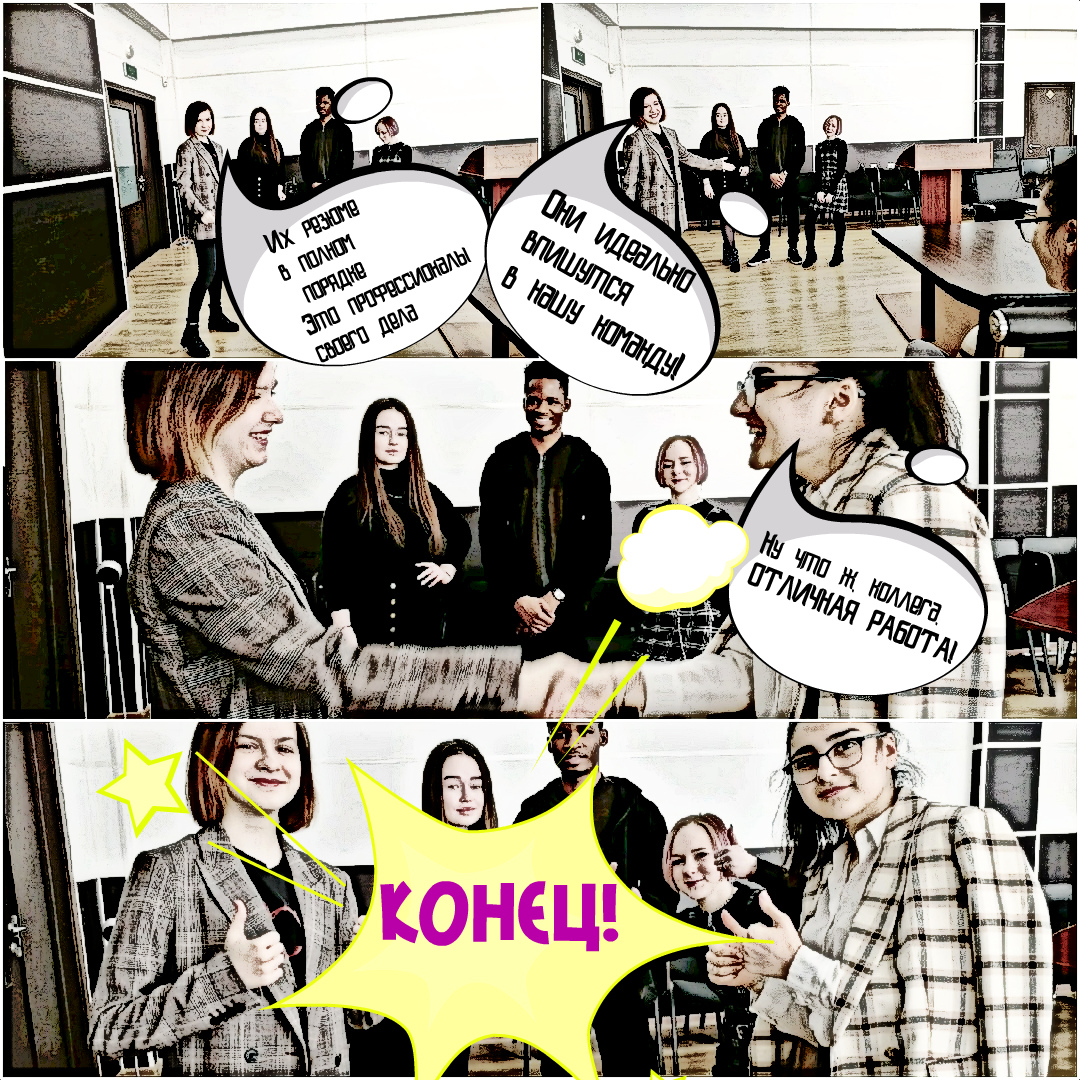 Их резюме
в полном
порядке
Это профессионалы
своего дела
Они идеально
впишутся
в нашу команду!
Ну что ж, коллега,
ОТЛИЧНАЯ РАБОТА!
КОНЕЦ!